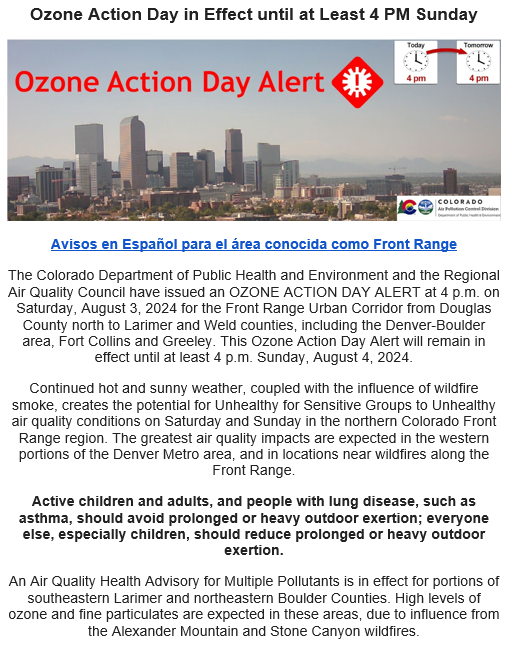 Ozone Action Day in Effect until at Least 4 PM Sunday
Ozone Action Day Alert
Today
4 pm
Tomorrow
4 pm
COLORADO
Air Pollution Control Division
Department of Public Health & Environment
Avisos en Español para el área conocida como Front Range
The Colorado Department of Public Health and Environment and the Regional
Air Quality Council have issued an OZONE ACTION DAY ALERT at 4 p.m. on
Saturday, August 3, 2024 for the Front Range Urban Corridor from Douglas
County north to Larimer and Weld counties, including the Denver-Boulder
area, Fort Collins and Greeley. This Ozone Action Day Alert will remain in
effect until at least 4 p.m. Sunday, August 4, 2024.
Continued hot and sunny weather, coupled with the influence of wildfire
smoke, creates the potential for Unhealthy for Sensitive Groups to Unhealthy
air quality conditions on Saturday and Sunday in the northern Colorado Front
Range region. The greatest air quality impacts are expected in the western
portions of the Denver Metro area, and in locations near wildfires along the
Front Range.
Active children and adults, and people with lung disease, such as
asthma, should avoid prolonged or heavy outdoor exertion; everyone
else, especially children, should reduce prolonged or heavy outdoor
exertion.
An Air Quality Health Advisory for Multiple Pollutants is in effect for portions of
southeastern Larimer and northeastern Boulder Counties. High levels of
ozone and fine particulates are expected in these areas, due to influence from
the Alexander Mountain and Stone Canyon wildfires.